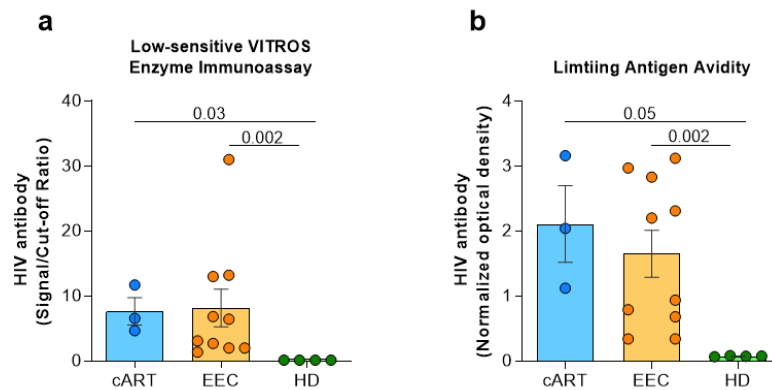 a
Low-sensitive VITROS
Enzyme Immunoassay
HIV antibody
(Signal/Cut-off Ratio)
40
30
20
10
0
0.03
0.002
cART
EEC
HD
b
Limtiing Antigen Avidity
HIV antibody
(Normalized optical density)
4
3
2
1
0
0.05
0.002
cART
EEC
HD